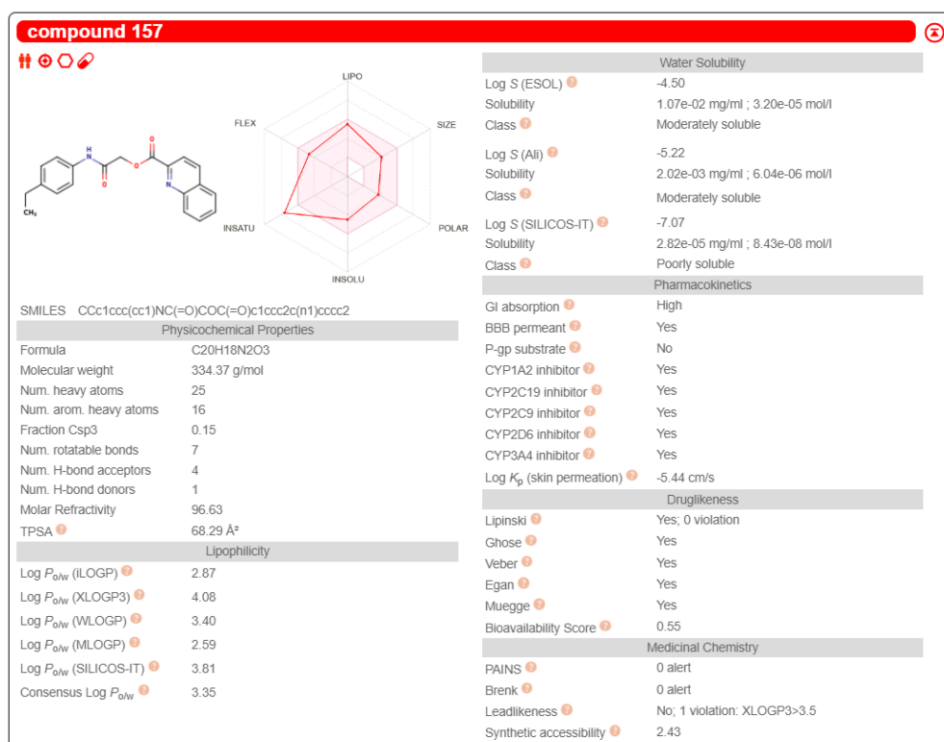 compound 157
LIPO
FLEX
SIZE
INSATU
POLAR
INSOLU
H
N
O
O
O
N
CH₃
SMILES CCc1ccc(cc1)NC(=O)COC(=O)c1ccc2c(n1)cccc2
Physicochemical Properties
Formula C20H18N2O3
Molecular weight 334.37 g/mol
Num. heavy atoms 25
Num. arom. heavy atoms 16
Fraction Csp3 0.15
Num. rotatable bonds 7
Num. H-bond acceptors 4
Num. H-bond donors 1
Molar Refractivity 96.63
TPSA ? 68.29 Å²
Lipophilicity
Log Po/w (iLOGP) ? 2.87
Log Po/w (XLOGP3) ? 4.08
Log Po/w (WLOGP) ? 3.40
Log Po/w (MLOGP) ? 2.59
Log Po/w (SILICOS-IT) ? 3.81
Consensus Log Po/w ? 3.35
Water Solubility
Log S (ESOL) ? -4.50
Solubility 1.07e-02 mg/ml ; 3.20e-05 mol/l
Class ? Moderately soluble
Log S (Ali) ? -5.22
Solubility 2.02e-03 mg/ml ; 6.04e-06 mol/l
Class ? Moderately soluble
Log S (SILICOS-IT) ? -7.07
Solubility 2.82e-05 mg/ml ; 8.43e-08 mol/l
Class ? Poorly soluble
Pharmacokinetics
GI absorption ? High
BBB permeant ? Yes
P-gp substrate ? No
CYP1A2 inhibitor ? Yes
CYP2C19 inhibitor ? Yes
CYP2C9 inhibitor ? Yes
CYP2D6 inhibitor ? Yes
CYP3A4 inhibitor ? Yes
Log Kp (skin permeation) ? -5.44 cm/s
Druglikeness
Lipinski ? Yes; 0 violation
Ghose ? Yes
Veber ? Yes
Egan ? Yes
Muegge ? Yes
Bioavailability Score ? 0.55
Medicinal Chemistry
PAINS ? 0 alert
Brenk ? 0 alert
Leadlikeness ? No; 1 violation: XLOGP3>3.5
Synthetic accessibility ? 2.43